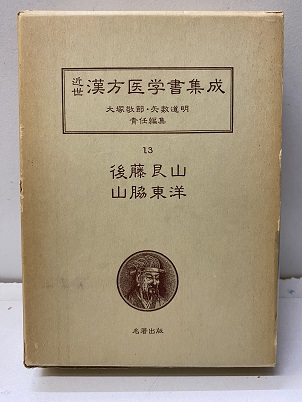 近世 漢方医学書集成
大塚敬節・矢数道明
責任編集
13
後藤艮山
山脇東洋
名著出版